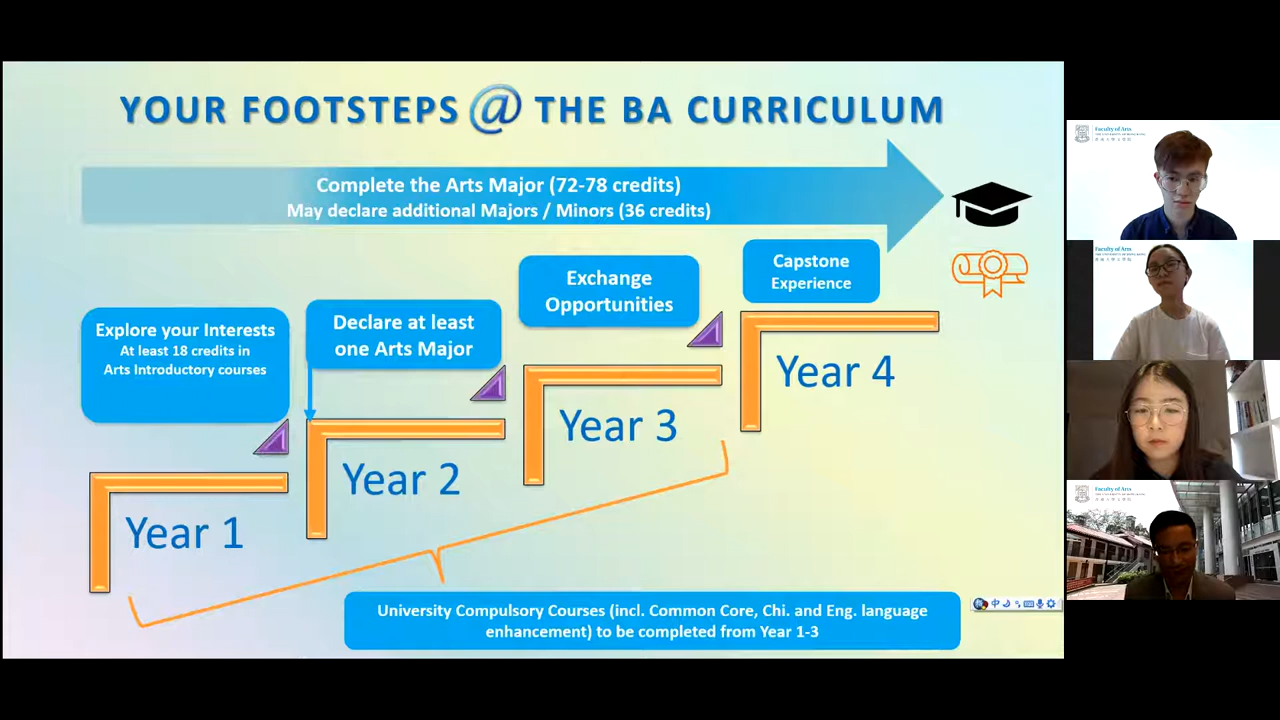 YOUR FOOTSTEPS @ THE BA CURRICULUM
Complete the Arts Major (72-78 credits)
May declare additional Majors / Minors (36 credits)
Explore your Interests
At least 18 credits in
Arts Introductory courses
Declare at least
one Arts Major
Exchange
Opportunities
Capstone
Experience
Year 1
Year 2
Year 3
Year 4
University Compulsory Courses (incl. Common Core, Chi. and Eng. language
enhancement) to be completed from Year 1-3
中
Faculty of Arts
Faculty of Arts
Faculty of Arts